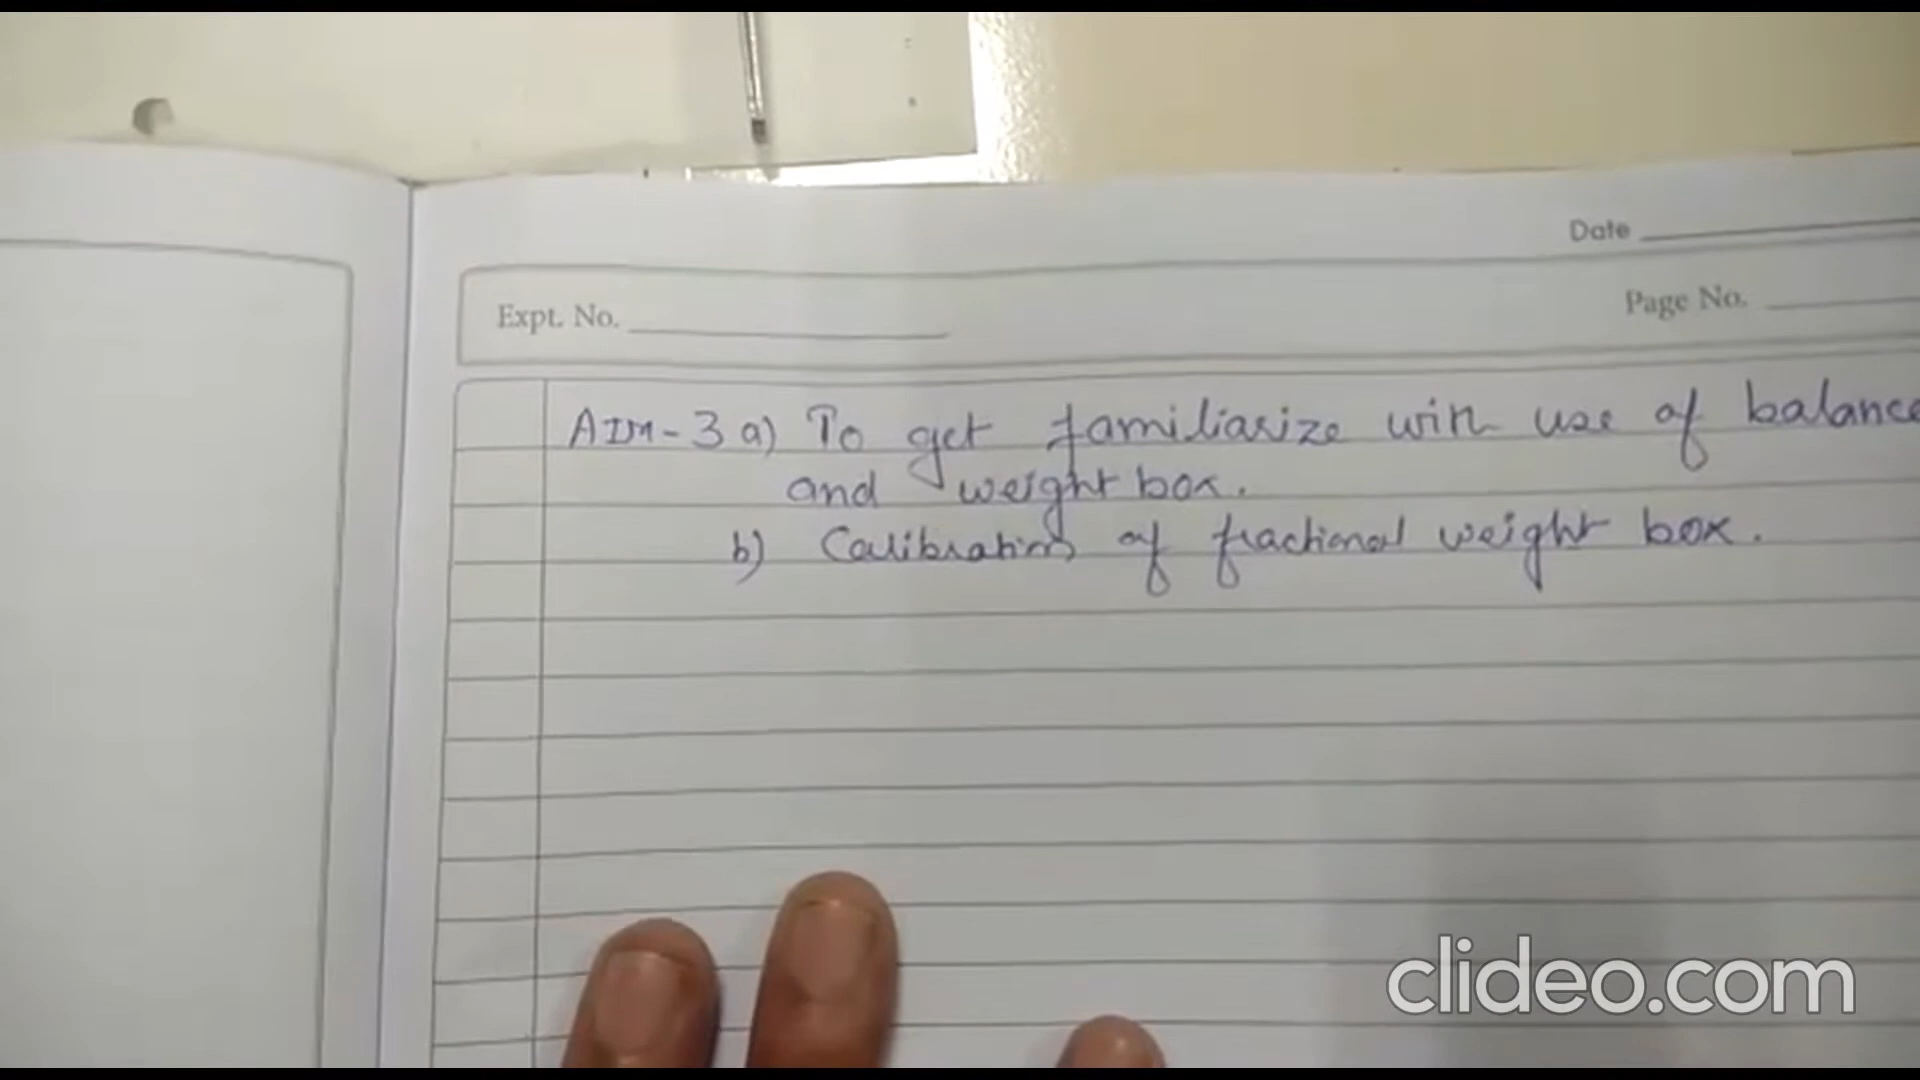 Date
Expt. No.
Page No.
AIM-3 a) To get familiarize with use of balance
and weight box.
b) Calibration of fractional weight box.
clideo.com